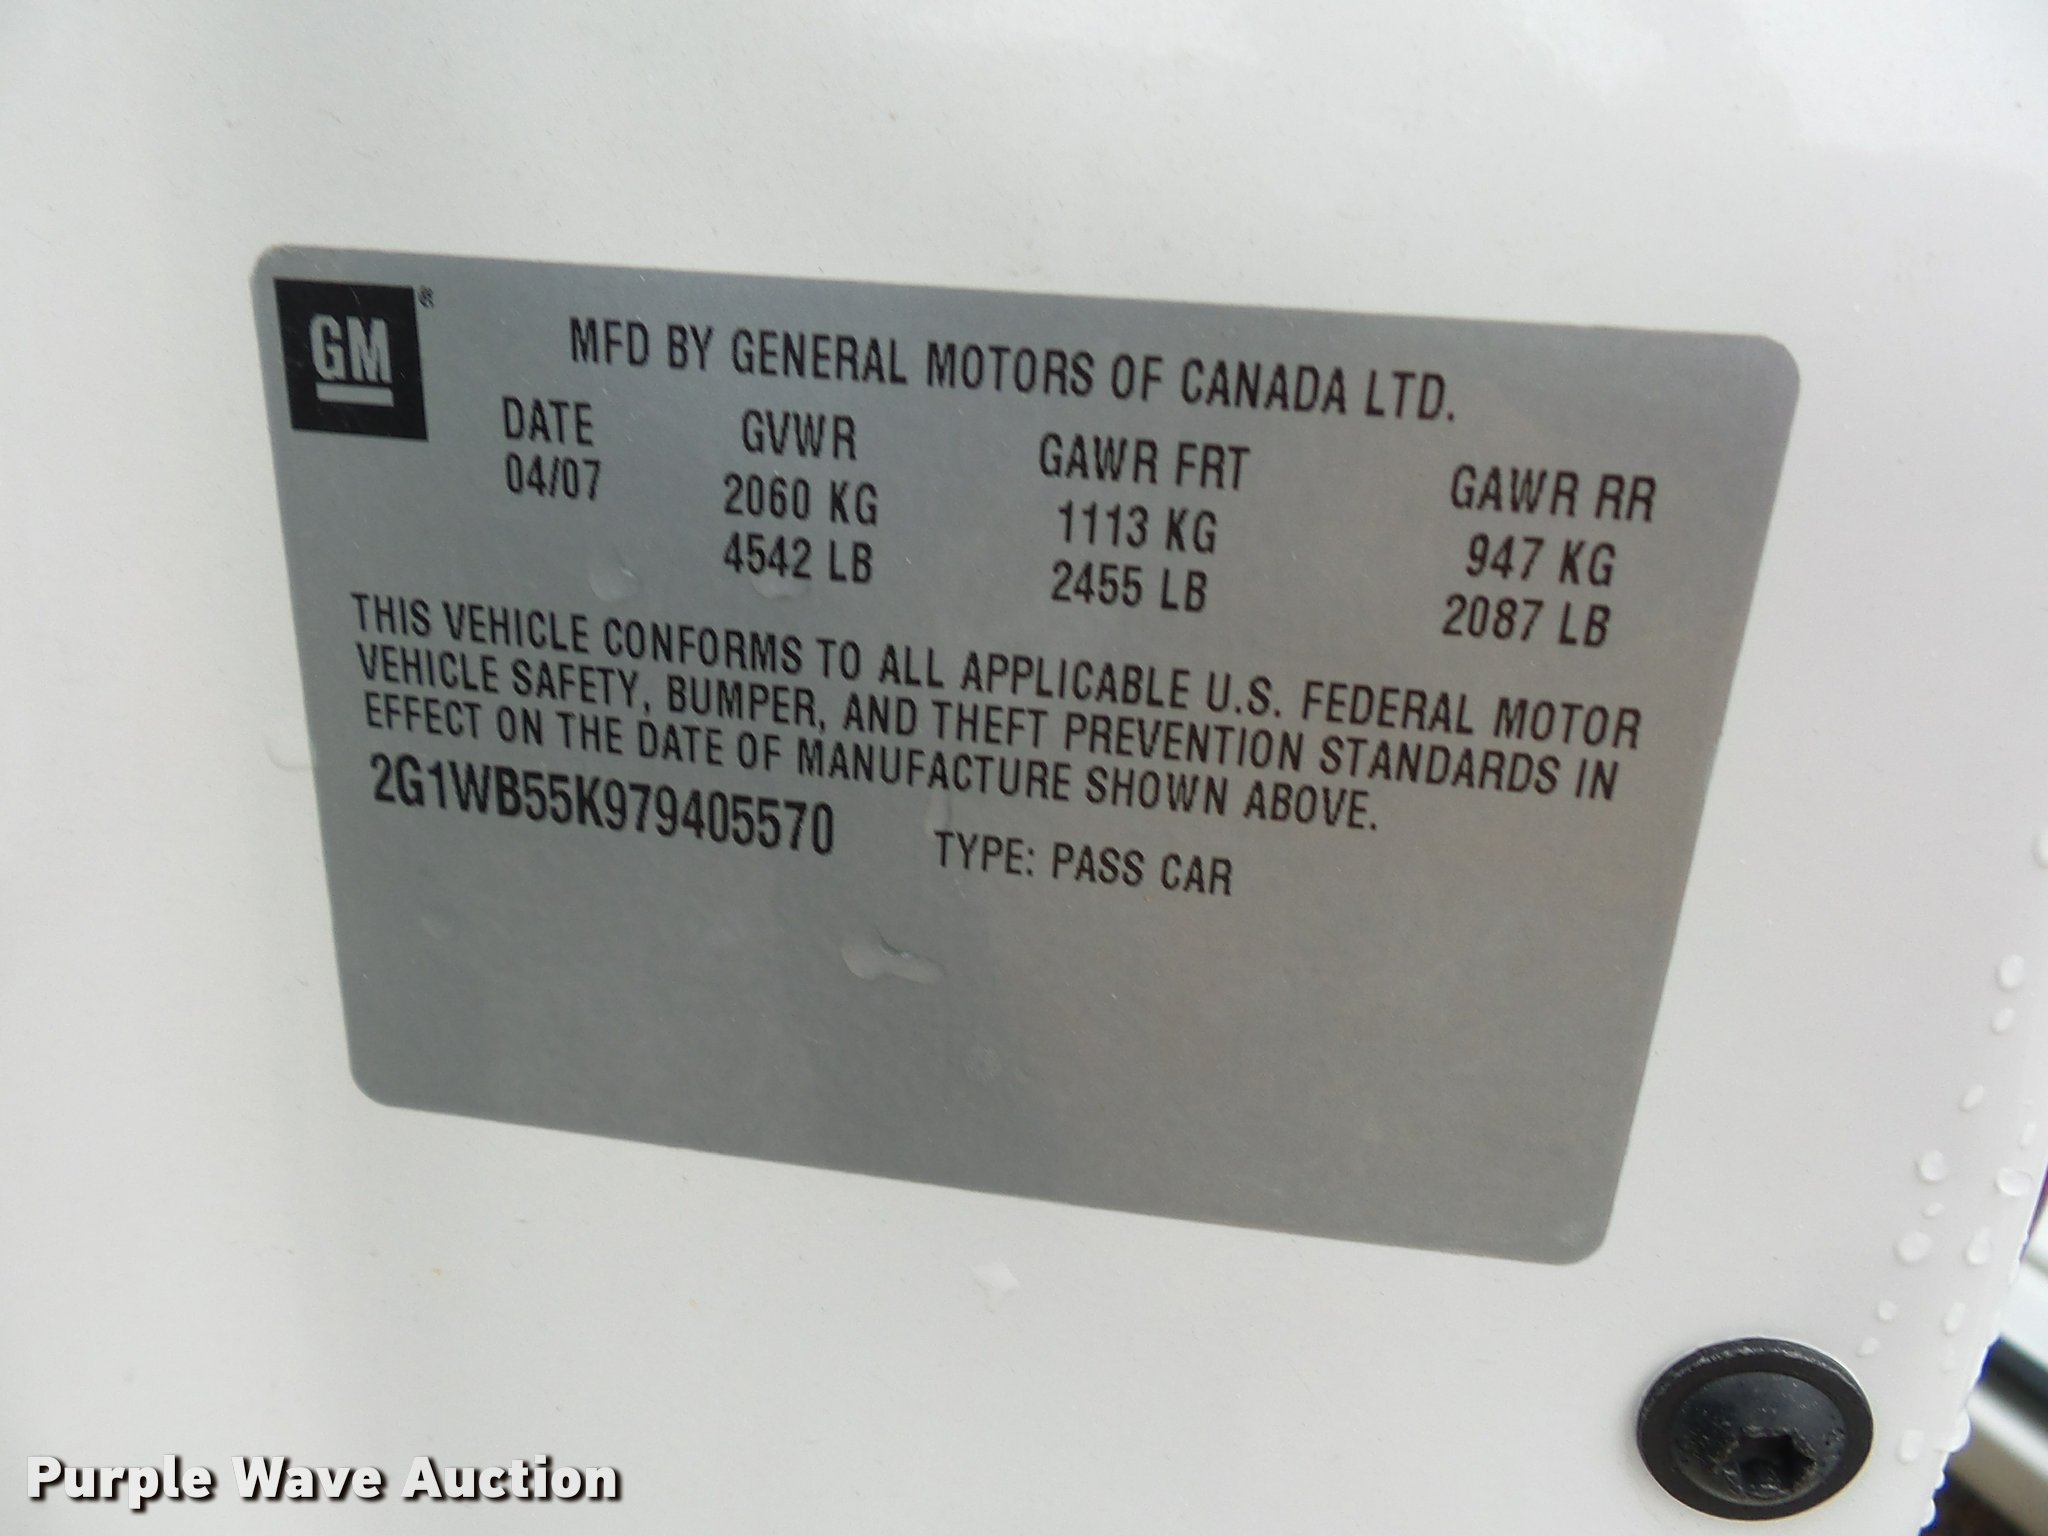 GM®
MFD BY GENERAL MOTORS OF CANADA LTD.
DATE GVWR GAWR FRT GAWR RR
04/07 2060 KG 1113 KG 947 KG
4542 LB 2455 LB 2087 LB
THIS VEHICLE CONFORMS TO ALL APPLICABLE U.S. FEDERAL MOTOR
VEHICLE SAFETY, BUMPER, AND THEFT PREVENTION STANDARDS IN
EFFECT ON THE DATE OF MANUFACTURE SHOWN ABOVE.
2G1WB55K979405570 TYPE: PASS CAR
Purple Wave Auction